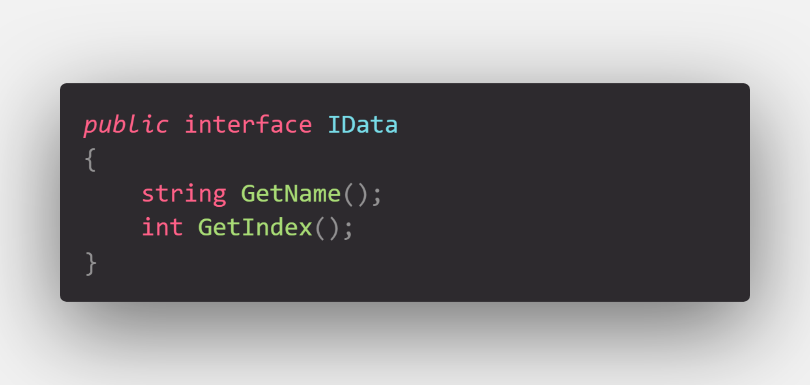 public interface IData
{
    string GetName();
    int GetIndex();
}